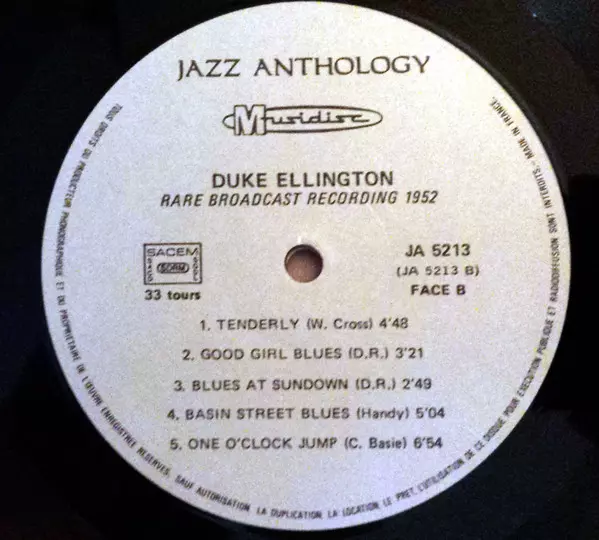 JAZZ ANTHOLOGY
Musidisc
DUKE ELLINGTON
RARE BROADCAST RECORDING 1952
SACEM
SACD
SDRM
SGDL
33 tours
JA 5213
(JA 5213 B)
FACE B
1. TENDERLY (W. Cross) 4'48
2. GOOD GIRL BLUES (D.R.) 3'21
3. BLUES AT SUNDOWN (D.R.) 2'49
4. BASIN STREET BLUES (Handy) 5'04
5. ONE O'CLOCK JUMP (C. Basie) 6'54
TOUS DROITS DU PRODUCTEUR PHONOGRAPHIQUE ET DU PROPRIETAIRE DE L'ŒUVRE ENREGISTREE RESERVES. SAUF AUTORISATION LA DUPLICATION LA LOCATION LE PRET, L'UTILISATION DE CE DISQUE POUR EXECUTION PUBLIQUE ET RADIODIFFUSION SONT INTERDITS. - MADE IN FRANCE.